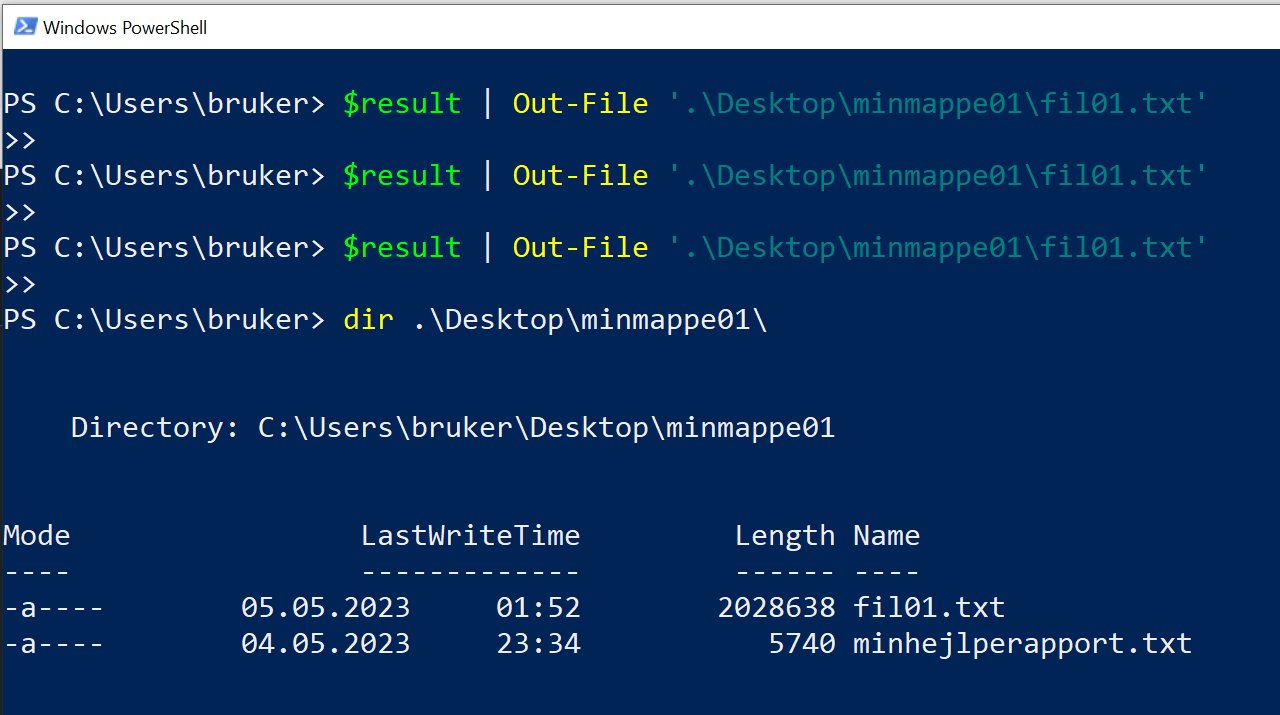 Windows PowerShell
PS C:\Users\bruker> $result | Out-File '.\Desktop\minmappe01\fil01.txt'
>>
PS C:\Users\bruker> $result | Out-File '.\Desktop\minmappe01\fil01.txt'
>>
PS C:\Users\bruker> $result | Out-File '.\Desktop\minmappe01\fil01.txt'
>>
PS C:\Users\bruker> dir .\Desktop\minmappe01\
Directory: C:\Users\bruker\Desktop\minmappe01
Mode                 LastWriteTime         Length Name
----                 -------------         ------ ----
-a----        05.05.2023     01:52        2028638 fil01.txt
-a----        04.05.2023     23:34           5740 minhejlperapport.txt